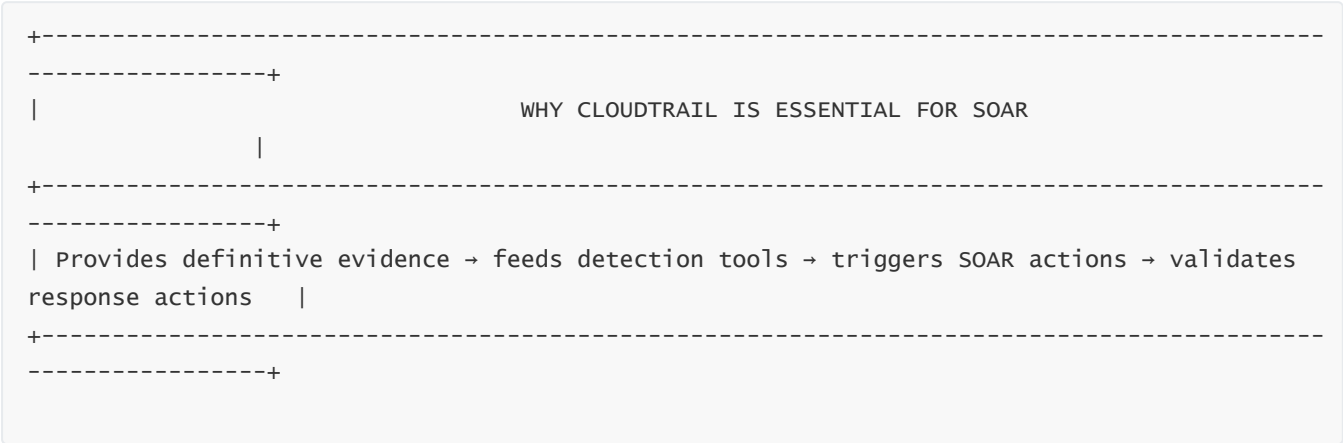 +-------------------------------------------------------------------------------------------
-----------------+
|                                  WHY CLOUDTRAIL IS ESSENTIAL FOR SOAR
                |
+-------------------------------------------------------------------------------------------
-----------------+
| Provides definitive evidence → feeds detection tools → triggers SOAR actions → validates
response actions   |
+-------------------------------------------------------------------------------------------
-----------------+